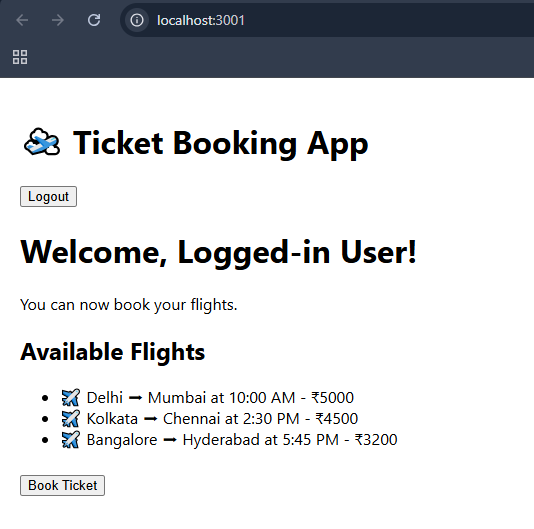 localhost:3001
Ticket Booking App
Logout
Welcome, Logged-in User!
You can now book your flights.
Available Flights
• ✈️ Delhi ➡ Mumbai at 10:00 AM - ₹5000
• ✈️ Kolkata ➡ Chennai at 2:30 PM - ₹4500
• ✈️ Bangalore ➡ Hyderabad at 5:45 PM - ₹3200
Book Ticket